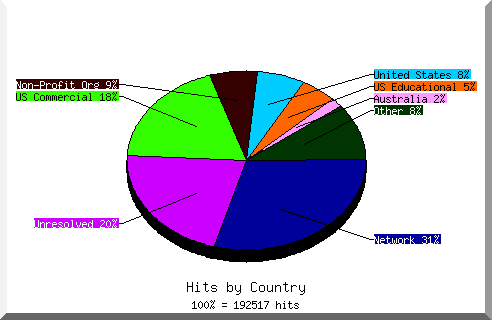 United States 8%
US Educational 5%
Non-Profit Org 9%
US Commercial 18%
Australia 2%
Other 8%
Unresolved 20%
Network 31%
Hits by Country
100% = 192517 hits